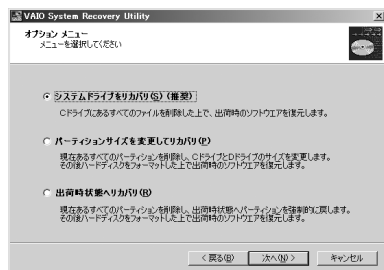 VAIO System Recovery Utility
オプション メニュー
メニューを選択してください
システムドライブをリカバリ(S) (推奨)
Cドライブにあるすべてのファイルを削除した上で、出荷時のソフトウエアを復元します。
パーティションサイズを変更してリカバリ(P)
現在あるすべてのパーティションを削除し、CドライブとDドライブのサイズを変更します。
その後ハードディスクをフォーマットした上で出荷時のソフトウエアを復元します。
出荷時状態へリカバリ(R)
現在あるすべてのパーティションを削除し、出荷時状態へパーティションを強制的に戻します。
その後ハードディスクをフォーマットした上で出荷時のソフトウエアを復元します。
< 戻る(B) 次へ(N) > キャンセル